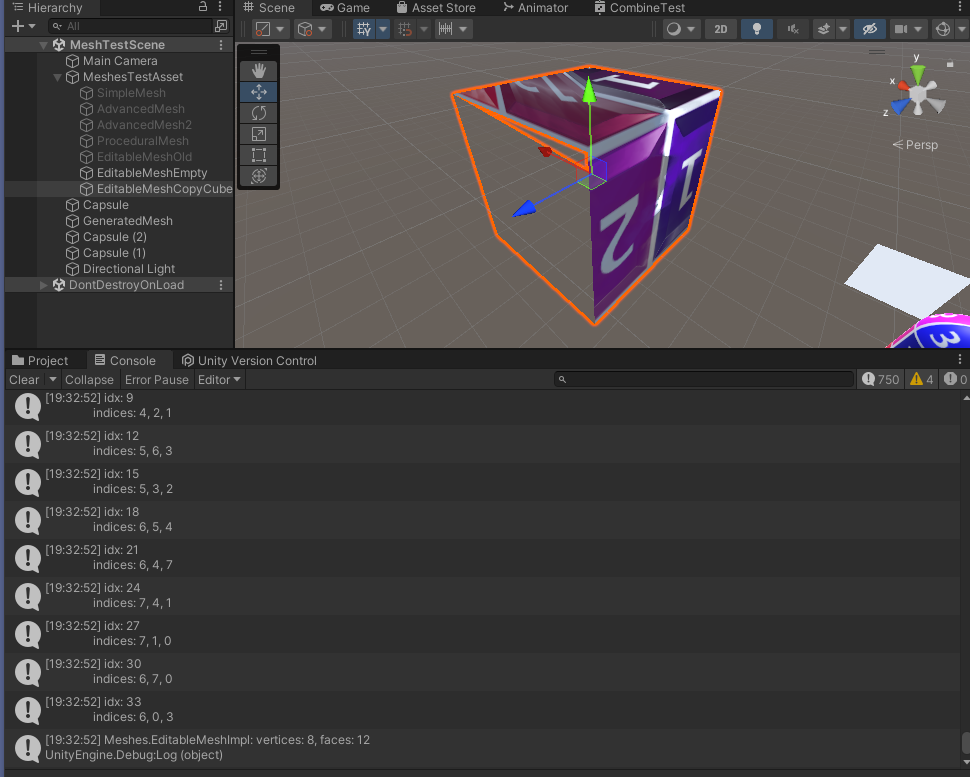 Hierarchy
Scene
Game
Asset Store
Animator
CombineTest
All
2D
MeshTestScene
Main Camera
MeshesTestAsset
SimpleMesh
AdvancedMesh
AdvancedMesh2
ProceduralMesh
EditableMeshOld
EditableMeshEmpty
EditableMeshCopyCube
Capsule
GeneratedMesh
Capsule (2)
Capsule (1)
Directional Light
DontDestroyOnLoad
1
2
1
y
x
z
< Persp
3
Project
Console
Unity Version Control
Clear
Collapse
Error Pause
Editor
750
4
0
[19:32:52] idx: 9
indices: 4, 2, 1
[19:32:52] idx: 12
indices: 5, 6, 3
[19:32:52] idx: 15
indices: 5, 3, 2
[19:32:52] idx: 18
indices: 6, 5, 4
[19:32:52] idx: 21
indices: 6, 4, 7
[19:32:52] idx: 24
indices: 7, 4, 1
[19:32:52] idx: 27
indices: 7, 1, 0
[19:32:52] idx: 30
indices: 6, 7, 0
[19:32:52] idx: 33
indices: 6, 0, 3
[19:32:52] Meshes.EditableMeshImpl: vertices: 8, faces: 12
UnityEngine.Debug:Log (object)